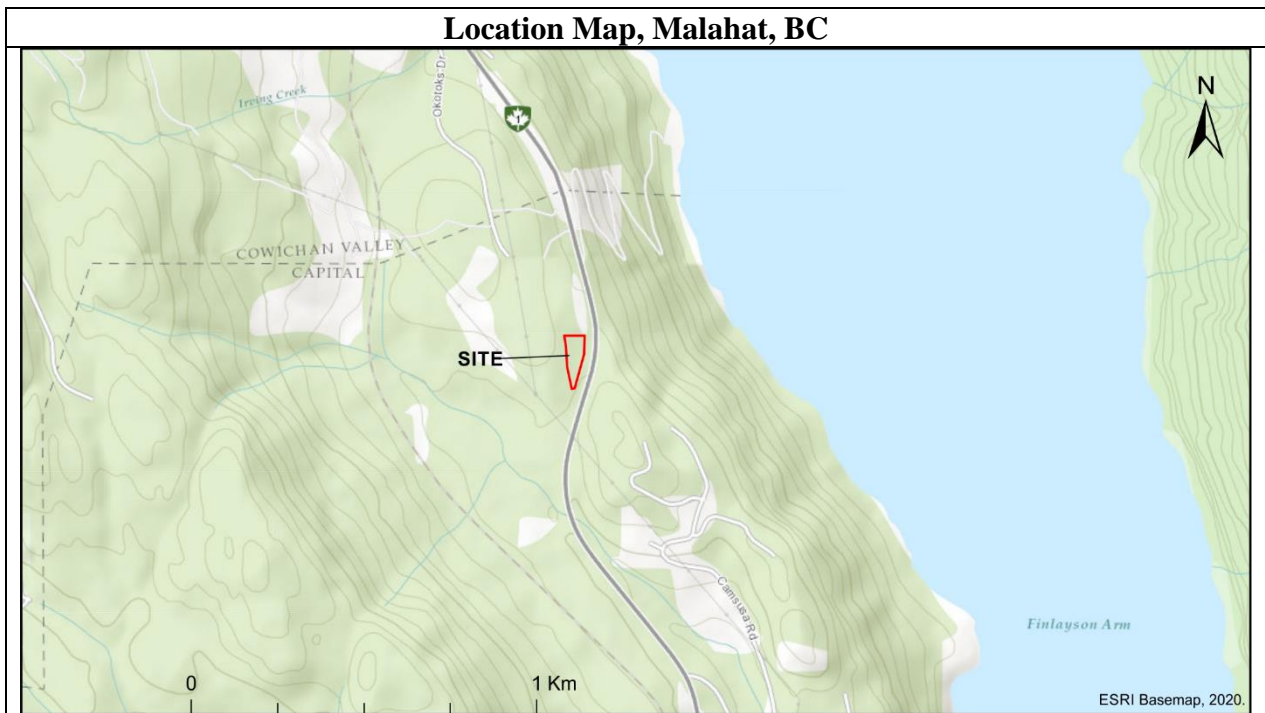 Location Map, Malahat, BC
Irving Creek
Okotoks Dr
1
N
COWICHAN VALLEY
CAPITAL
SITE
Camsusa Rd
Finlayson Arm
0
1 Km
ESRI Basemap, 2020.